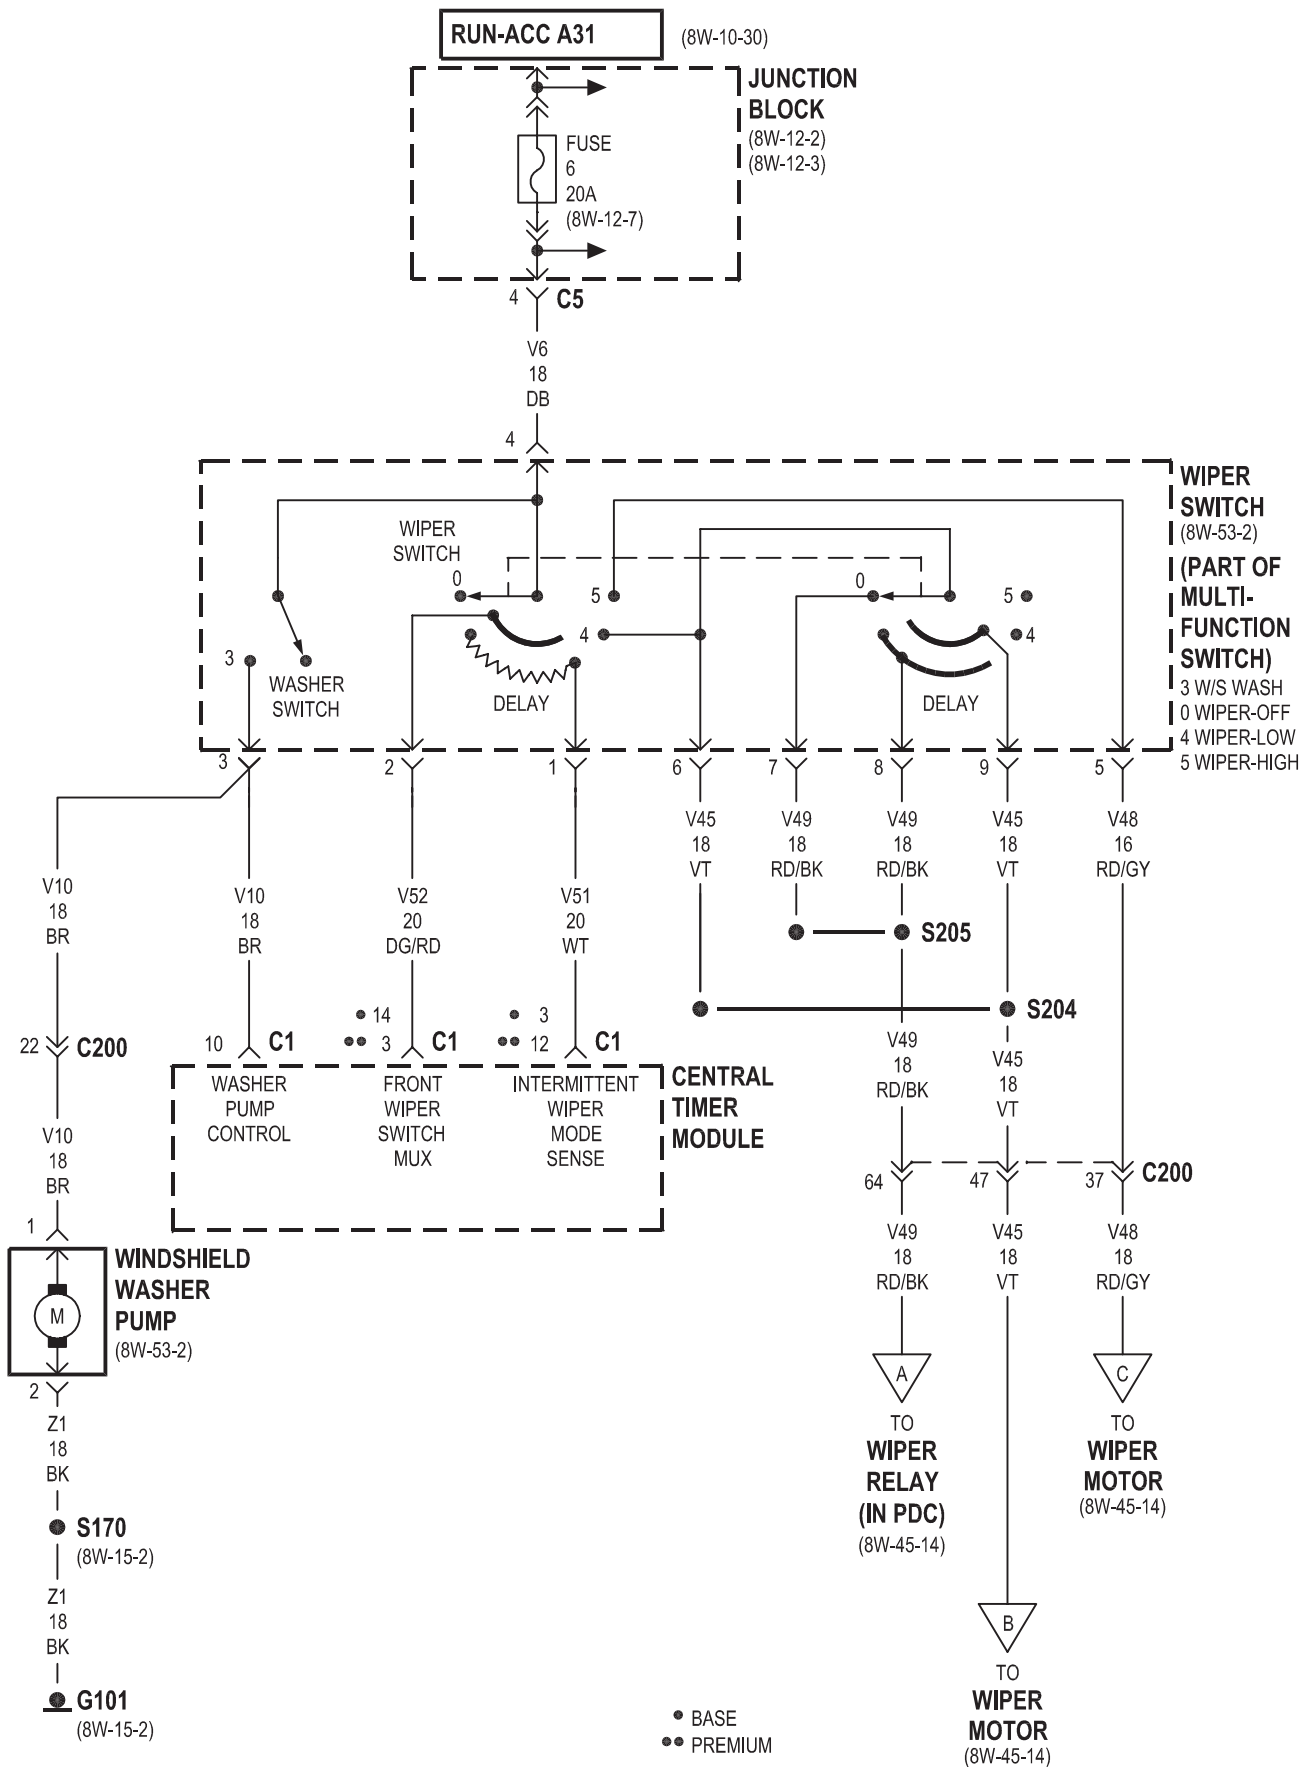 RUN-ACC A31
(8W-10-30)
JUNCTION
BLOCK
(8W-12-2)
(8W-12-3)
FUSE
6
20A
(8W-12-7)
4
C5
V6
18
DB
4
WIPER
SWITCH
(8W-53-2)
(PART OF
MULTI-
FUNCTION
SWITCH)
3 W/S WASH
0 WIPER-OFF
4 WIPER-LOW
5 WIPER-HIGH
WIPER
SWITCH
0
5
4
DELAY
3
WASHER
SWITCH
0
5
4
DELAY
3
2
1
6
7
8
9
5
V45
18
VT
V49
18
RD/BK
V49
18
RD/BK
V45
18
VT
V48
16
RD/GY
V10
18
BR
V10
18
BR
V52
20
DG/RD
V51
20
WT
S205
S204
22
C200
10
C1
14
3
C1
3
12
C1
WASHER
PUMP
CONTROL
FRONT
WIPER
SWITCH
MUX
INTERMITTENT
WIPER
MODE
SENSE
CENTRAL
TIMER
MODULE
V49
18
RD/BK
V45
18
VT
64
47
37
C200
V10
18
BR
1
WINDSHIELD
WASHER
PUMP
(8W-53-2)
M
2
V49
18
RD/BK
V45
18
VT
V48
18
RD/GY
A
TO
WIPER
RELAY
(IN PDC)
(8W-45-14)
C
TO
WIPER
MOTOR
(8W-45-14)
Z1
18
BK
S170
(8W-15-2)
Z1
18
BK
G101
(8W-15-2)
B
TO
WIPER
MOTOR
(8W-45-14)
BASE
PREMIUM